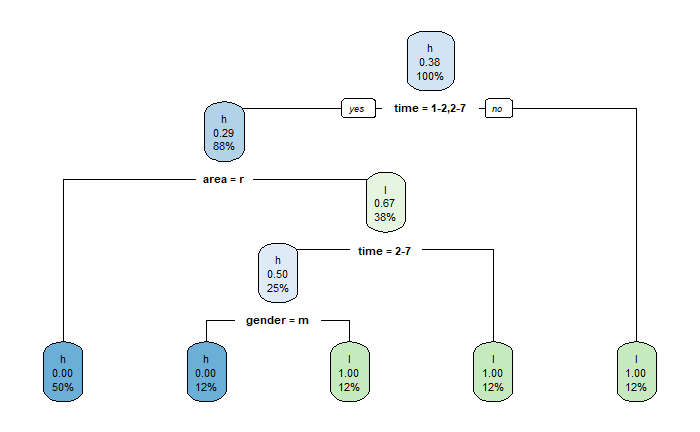 h
0.38
100%
yes
time = 1-2,2-7
no
h
0.29
88%
area = r
l
0.67
38%
time = 2-7
h
0.50
25%
gender = m
h
0.00
50%
h
0.00
12%
l
1.00
12%
l
1.00
12%
l
1.00
12%